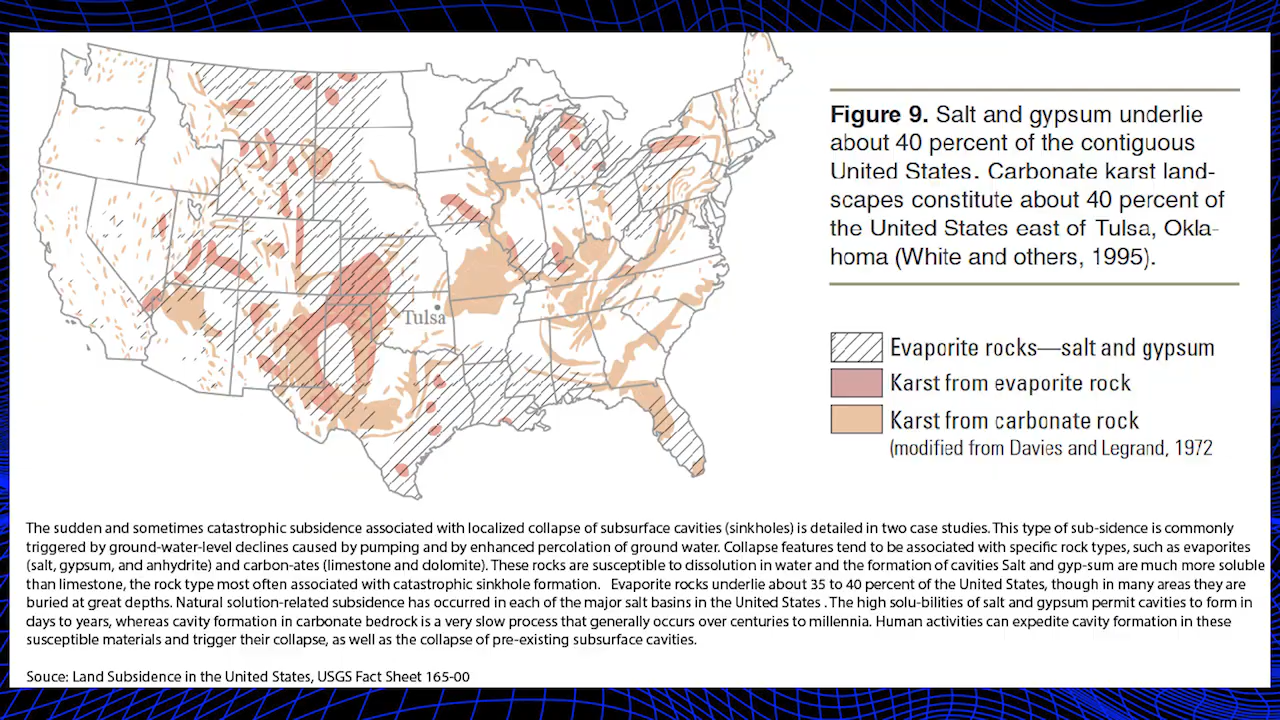 Tulsa
Figure 9. Salt and gypsum underlie
about 40 percent of the contiguous
United States. Carbonate karst land-
scapes constitute about 40 percent of
the United States east of Tulsa, Okla-
homa (White and others, 1995).
Evaporite rocks—salt and gypsum
Karst from evaporite rock
Karst from carbonate rock
(modified from Davies and Legrand, 1972
The sudden and sometimes catastrophic subsidence associated with localized collapse of subsurface cavities (sinkholes) is detailed in two case studies. This type of sub-sidence is commonly
triggered by ground-water-level declines caused by pumping and by enhanced percolation of ground water. Collapse features tend to be associated with specific rock types, such as evaporites
(salt, gypsum, and anhydrite) and carbon-ates (limestone and dolomite). These rocks are susceptible to dissolution in water and the formation of cavities Salt and gyp-sum are much more soluble
than limestone, the rock type most often associated with catastrophic sinkhole formation. Evaporite rocks underlie about 35 to 40 percent of the United States, though in many areas they are
buried at great depths. Natural solution-related subsidence has occurred in each of the major salt basins in the United States . The high solu-bilities of salt and gypsum permit cavities to form in
days to years, whereas cavity formation in carbonate bedrock is a very slow process that generally occurs over centuries to millennia. Human activities can expedite cavity formation in these
susceptible materials and trigger their collapse, as well as the collapse of pre-existing subsurface cavities.
Souce: Land Subsidence in the United States, USGS Fact Sheet 165-00